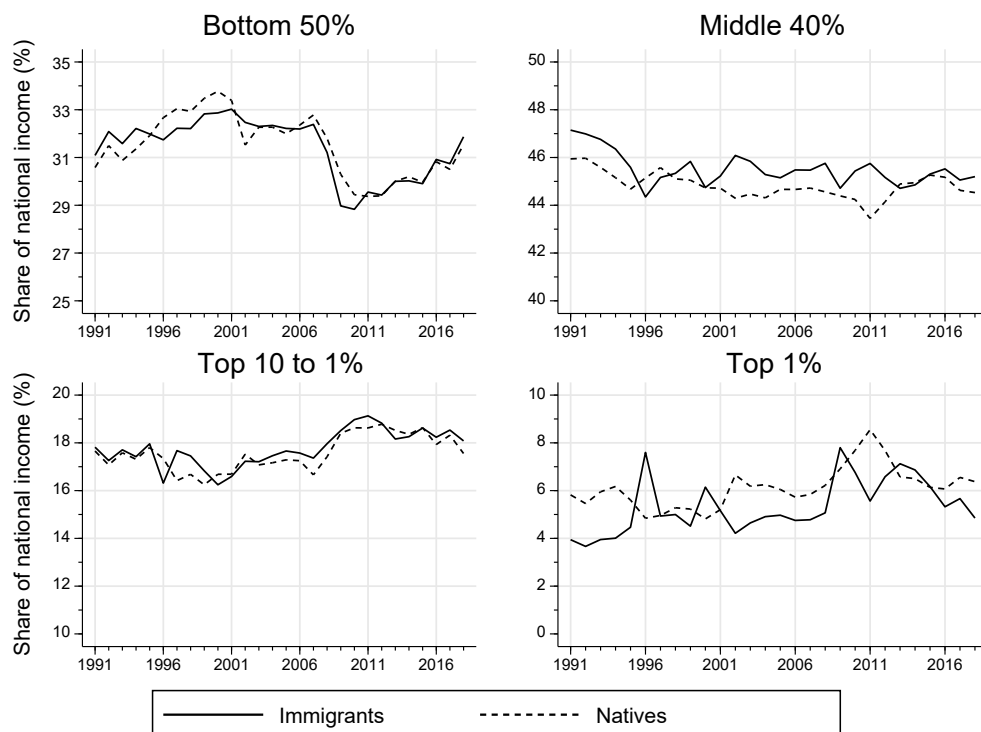 Bottom 50%
Share of national income (%)
35
33
31
29
27
25
1991 1996 2001 2006 2011 2016
Middle 40%
50
48
46
44
42
40
1991 1996 2001 2006 2011 2016
Top 10 to 1%
Share of national income (%)
20
18
16
14
12
10
1991 1996 2001 2006 2011 2016
Top 1%
10
8
6
4
2
0
1991 1996 2001 2006 2011 2016
Immigrants Natives